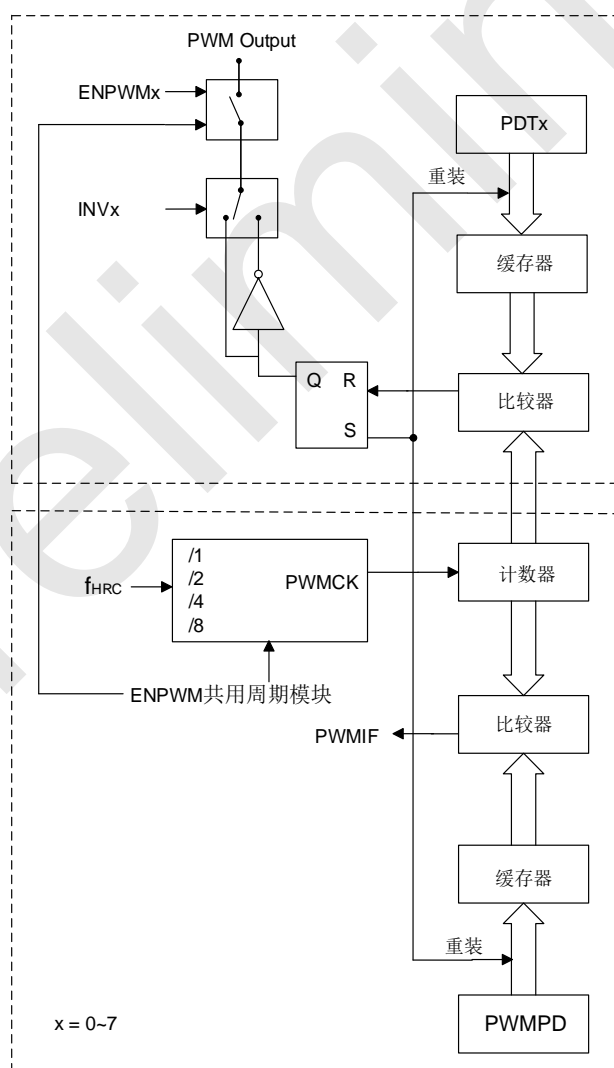 PWM Output
ENPWMx
PDTx
重装
INVx
缓存器
Q R
S
比较器
/1
/2
/4
/8
fHRC
PWMCK
计数器
ENPWM共用周期模块
PWMIF
比较器
缓存器
重装
x = 0~7
PWMPD
elimin